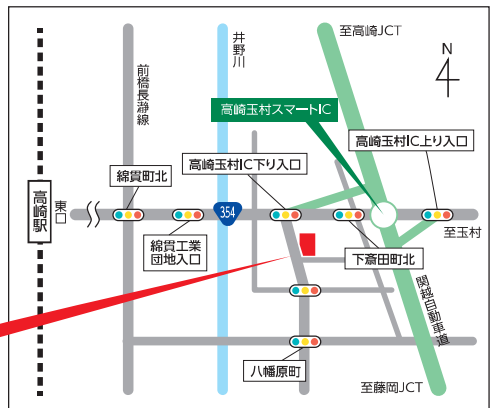 至高崎JCT
井野川
前橋長瀞線
N
高崎玉村スマートIC
高崎玉村IC上り入口
高崎玉村IC下り入口
綿貫町北
高崎駅
東口
354
至玉村
綿貫工業
団地入口
下斎田町北
関越自動車道
八幡原町
至藤岡JCT